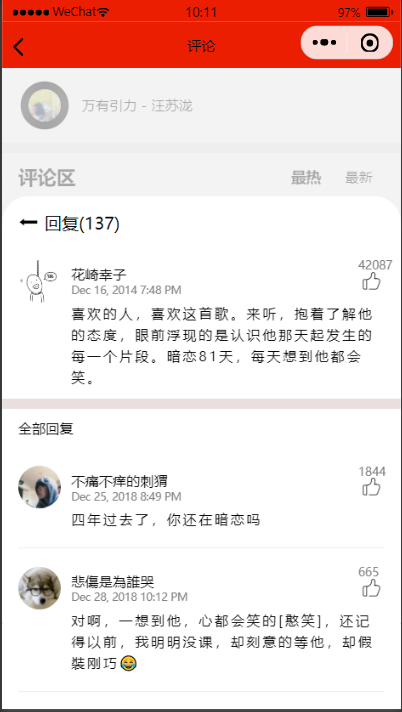 WeChat 10:11 97%
评论
万有引力 - 汪苏泷
评论区 最热 最新
回复(137)
花崎幸子 42087
Dec 16, 2014 7:48 PM
喜欢的人，喜欢这首歌。来听，抱着了解他
的态度，眼前浮现的是认识他那天起发生的
每一个片段。暗恋81天，每天想到他都会
笑。
全部回复
不痛不痒的刺猬 1844
Dec 25, 2018 8:49 PM
四年过去了，你还在暗恋吗
悲傷是為誰哭 665
Dec 28, 2018 10:12 PM
对啊，一想到他，心都会笑的[憨笑]，还记
得以前，我明明没课，却刻意的等他，却假
裝刚巧😂